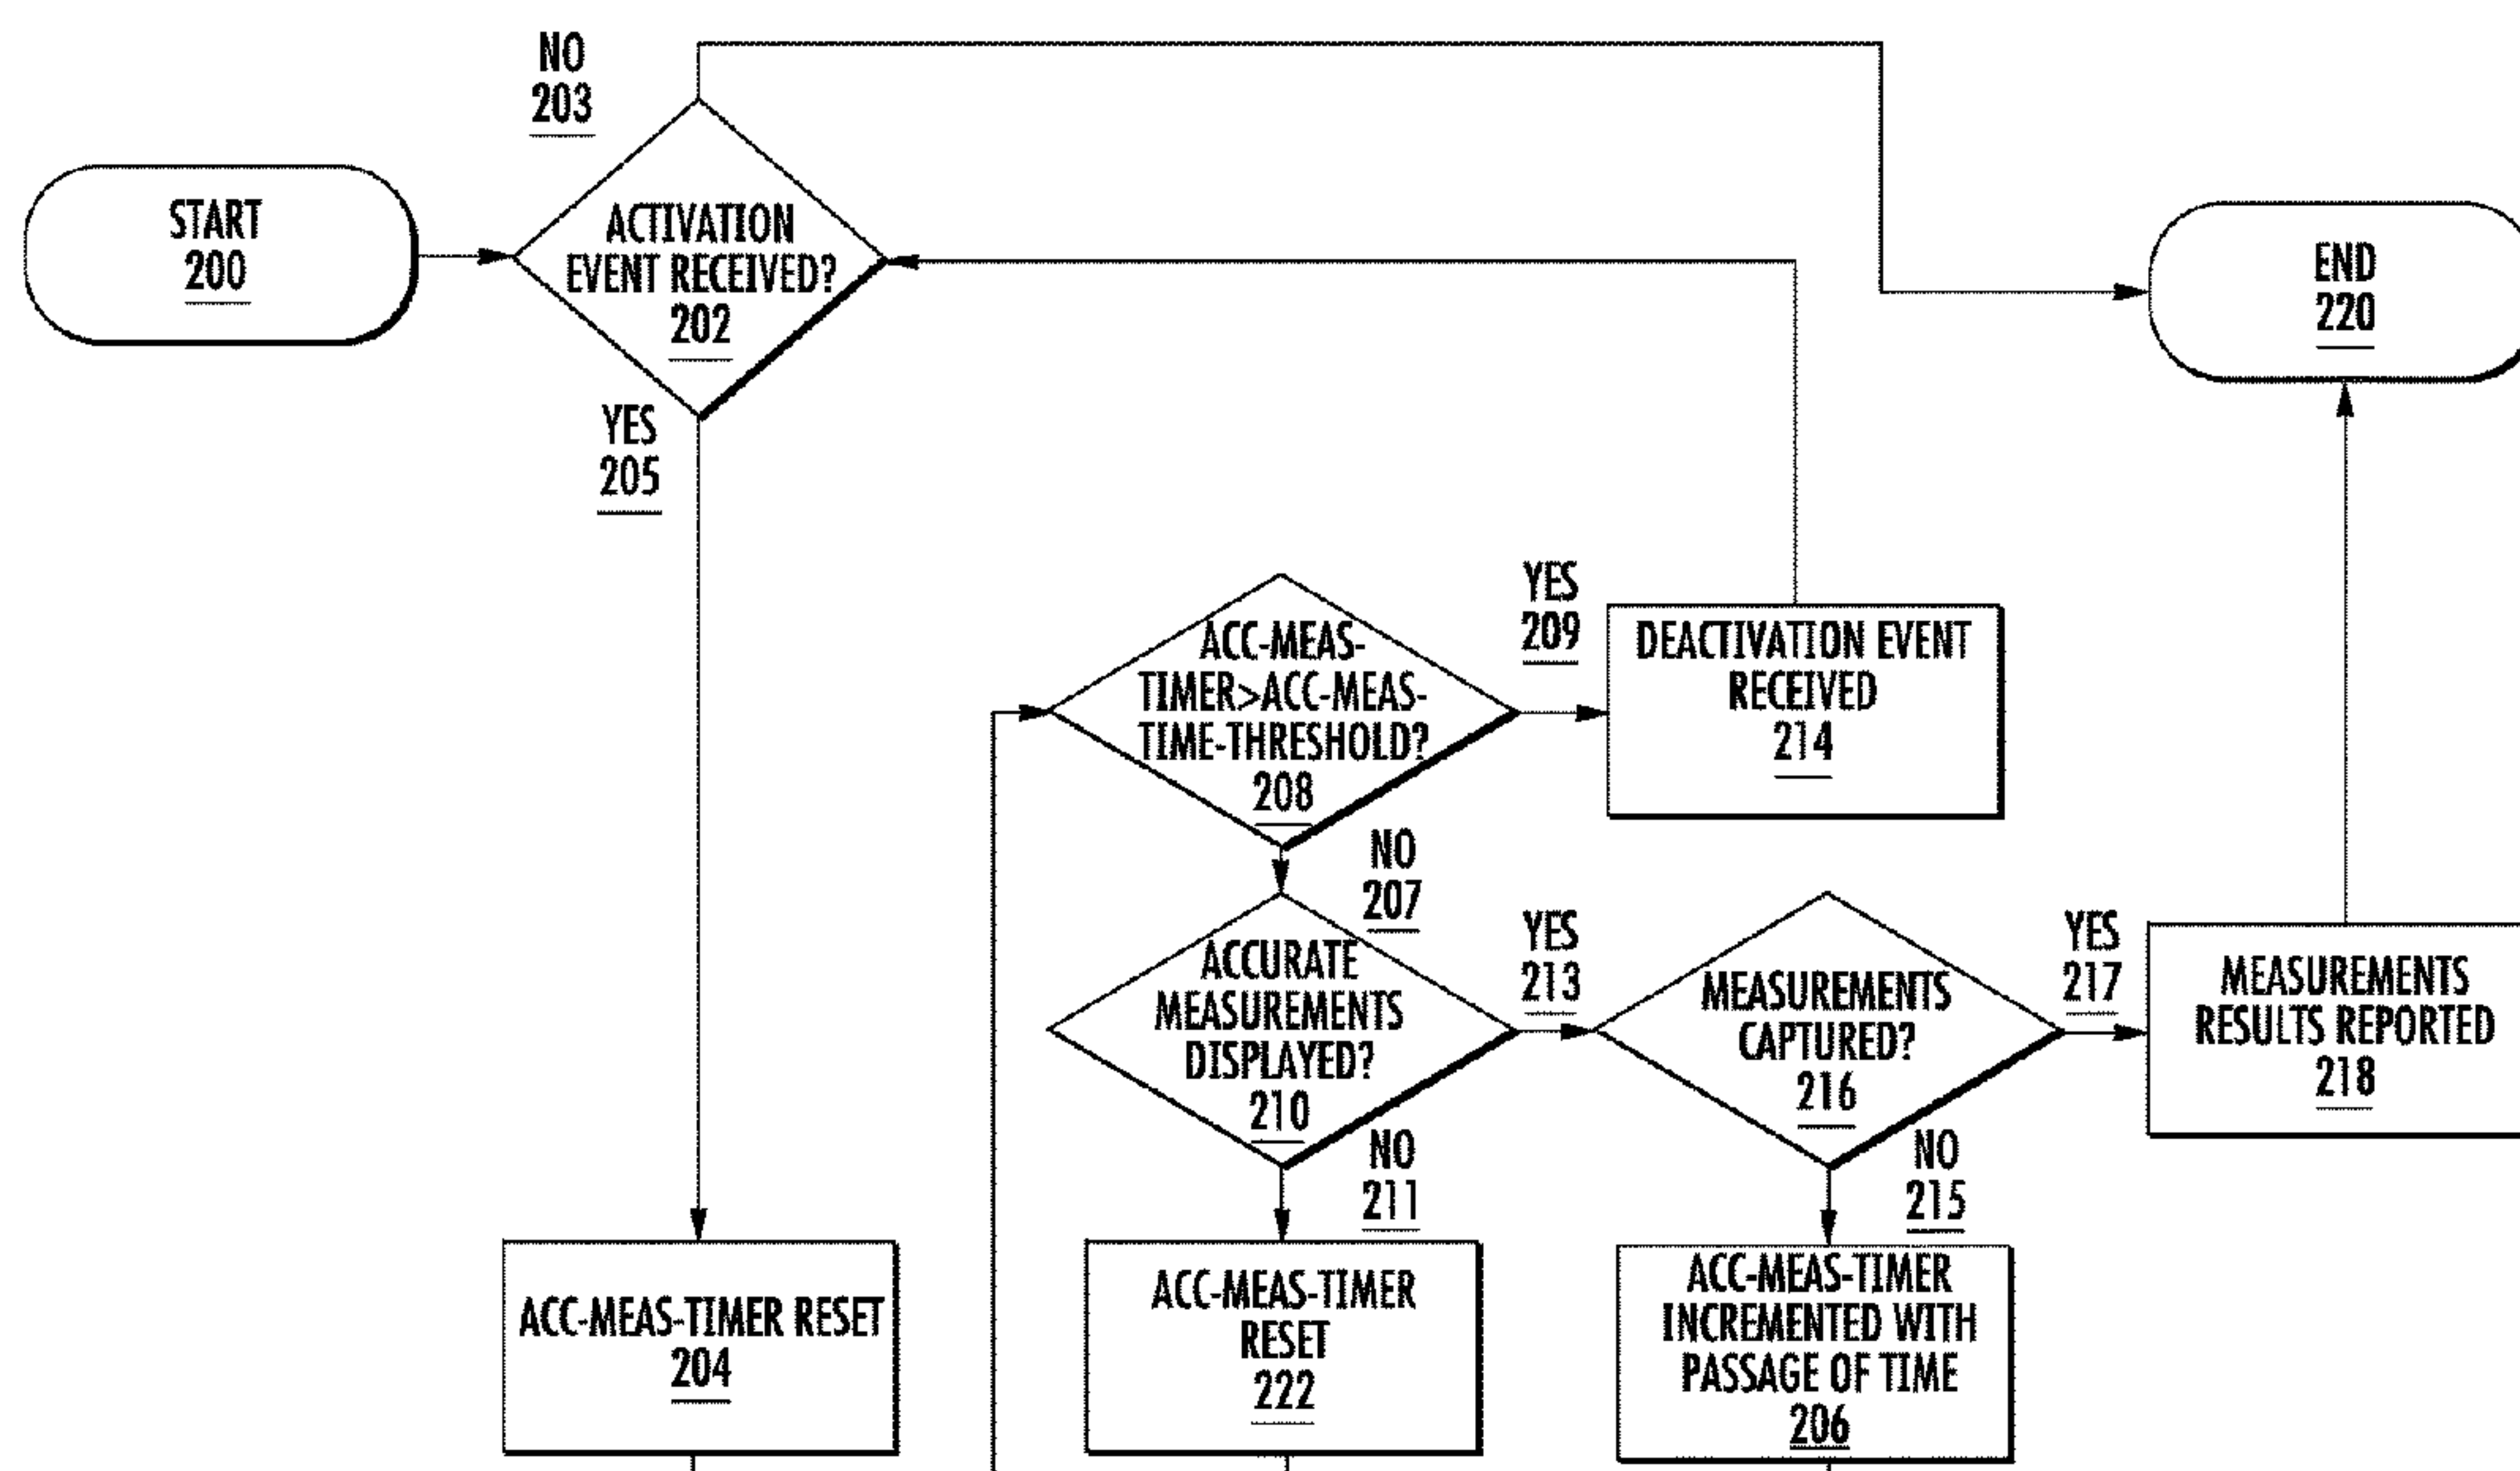 NO
203
START
200
ACTIVATION
EVENT RECEIVED?
202
END
220
YES
205
ACC-MEAS-
TIMER>ACC-MEAS-
TIME-THRESHOLD?
208
YES
209
DEACTIVATION EVENT
RECEIVED
214
NO
207
ACCURATE
MEASUREMENTS
DISPLAYED?
210
YES
213
MEASUREMENTS
CAPTURED?
216
YES
217
MEASUREMENTS
RESULTS REPORTED
218
NO
211
NO
215
ACC-MEAS-TIMER RESET
204
ACC-MEAS-TIMER
RESET
222
ACC-MEAS-TIMER
INCREMENTED WITH
PASSAGE OF TIME
206